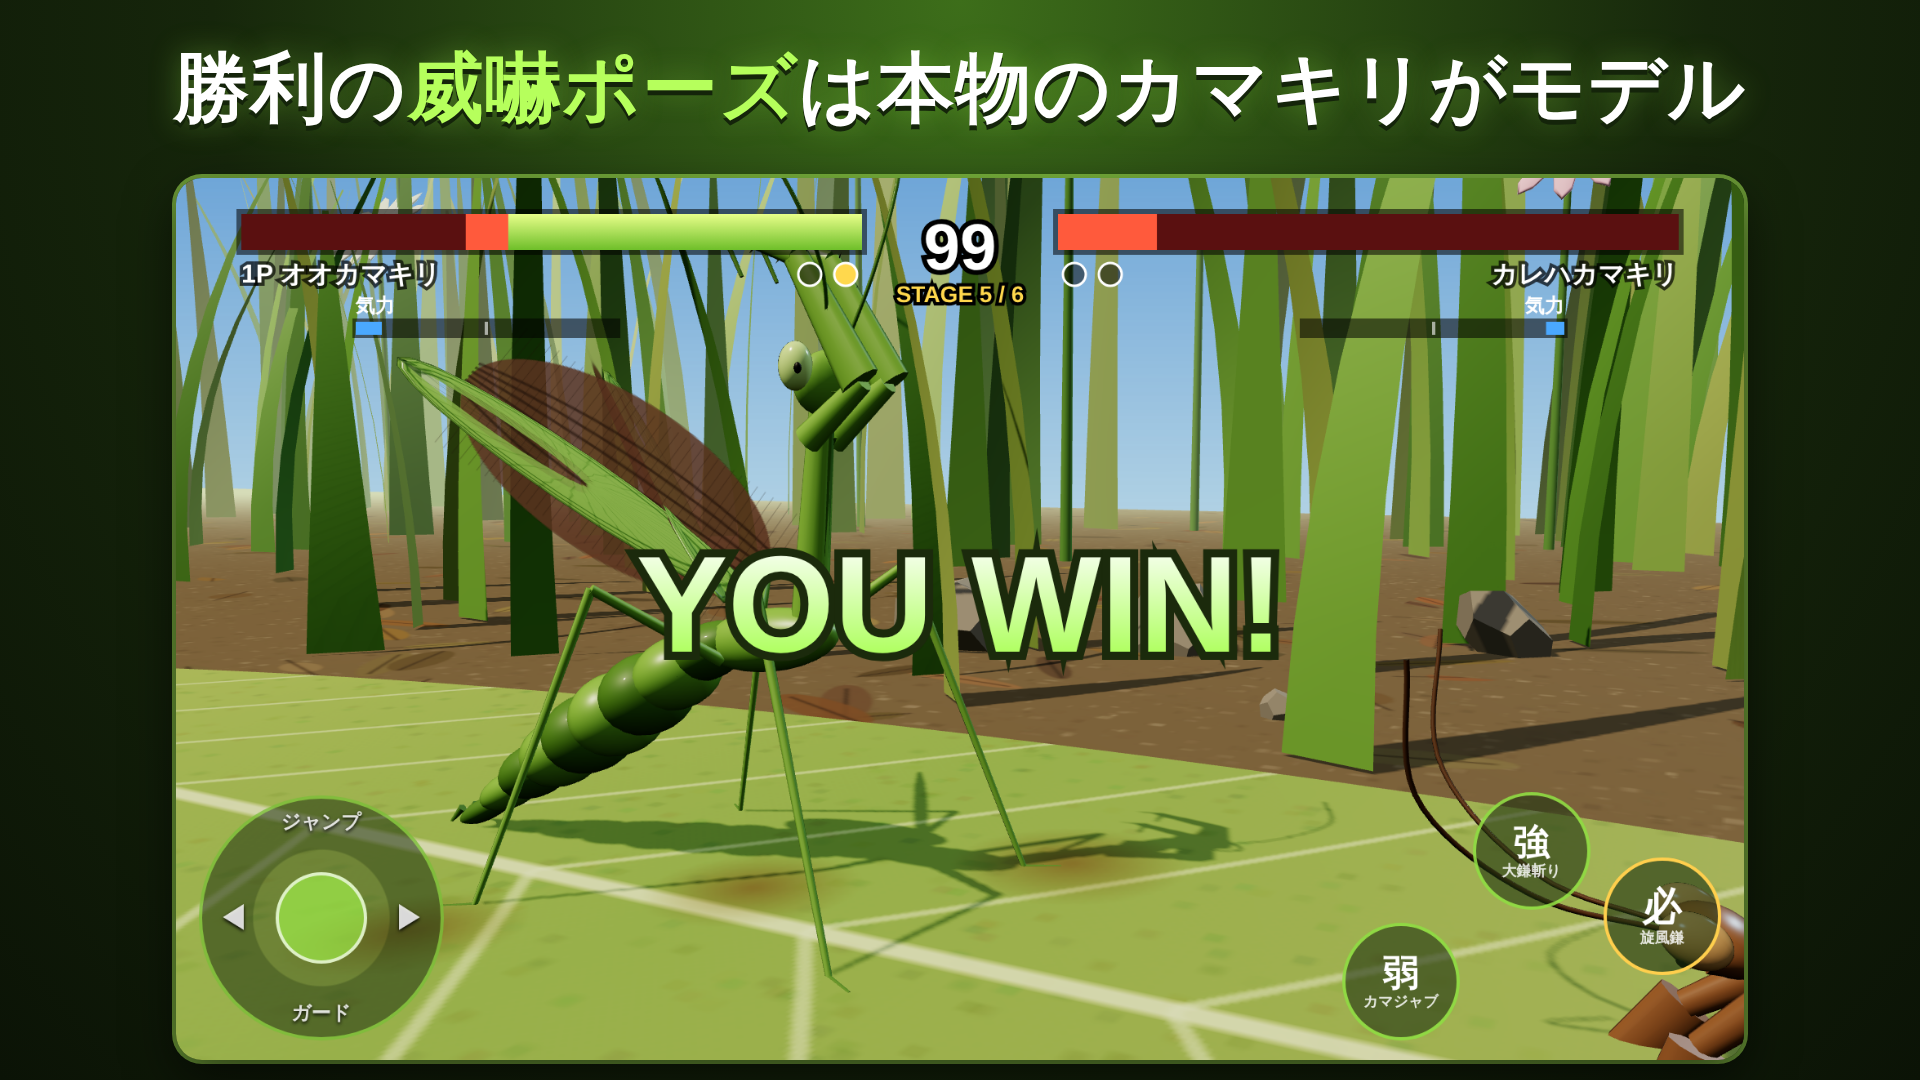 勝利の威嚇ポーズは本物のカマキリがモデル
99
1P オオカマキリ
STAGE 5 / 6
カレハカマキリ
気力
気力
YOU WIN!
ジャンプ
ガード
強
大鎌斬り
必
旋風鎌
弱
カマジャブ